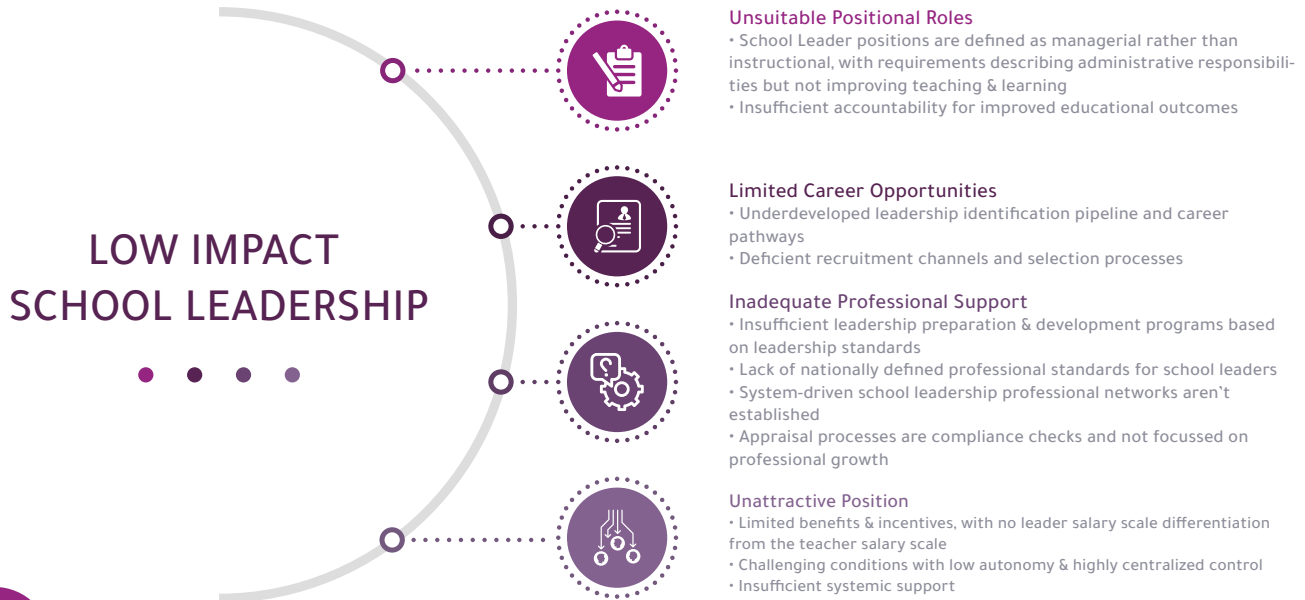 LOW IMPACT
SCHOOL LEADERSHIP
Unsuitable Positional Roles
• School Leader positions are defined as managerial rather than
instructional, with requirements describing administrative responsibili-
ties but not improving teaching & learning
• Insufficient accountability for improved educational outcomes
Limited Career Opportunities
• Underdeveloped leadership identification pipeline and career
pathways
• Deficient recruitment channels and selection processes
Inadequate Professional Support
• Insufficient leadership preparation & development programs based
on leadership standards
• Lack of nationally defined professional standards for school leaders
• System-driven school leadership professional networks aren't
established
• Appraisal processes are compliance checks and not focussed on
professional growth
Unattractive Position
• Limited benefits & incentives, with no leader salary scale differentiation
from the teacher salary scale
• Challenging conditions with low autonomy & highly centralized control
• Insufficient systemic support